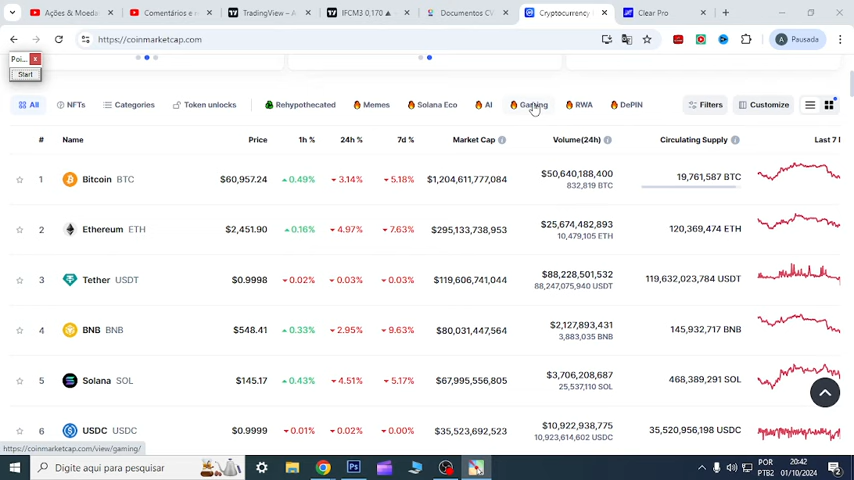 Ações & Moedas
Comentários e r
TradingView – A
IFCM3 0,170 ▲
Documentos CV
Cryptocurrency
Clear Pro
https://coinmarketcap.com
Pausada
Poi...
Start
All
NFTs
Categories
Token unlocks
Rehypothecated
Memes
Solana Eco
AI
Gaming
RWA
DePIN
Filters
Customize
# Name Price 1h % 24h % 7d % Market Cap Volume(24h) Circulating Supply Last 7
1 Bitcoin BTC $60,957.24 0.49% 3.14% 5.18% $1,204,611,777,084 $50,640,188,400 19,761,587 BTC
832,819 BTC
2 Ethereum ETH $2,451.90 0.16% 4.97% 7.63% $295,133,738,953 $25,674,482,893 120,369,474 ETH
10,479,105 ETH
3 Tether USDT $0.9998 0.02% 0.03% 0.03% $119,606,741,044 $88,228,501,532 119,632,023,784 USDT
88,247,075,940 USDT
4 BNB BNB $548.41 0.33% 2.95% 9.63% $80,031,447,564 $2,127,893,431 145,932,717 BNB
3,883,035 BNB
5 Solana SOL $145.17 0.43% 4.51% 5.17% $67,995,556,805 $3,706,208,687 468,389,291 SOL
25,537,110 SOL
6 USDC USDC $0.9999 0.01% 0.02% 0.00% $35,523,692,523 $10,922,938,775 35,520,956,198 USDC
10,923,614,602 USDC
https://coinmarketcap.com/view/gaming/
Digite aqui para pesquisar
POR
PTB2
20:42
01/10/2024
2